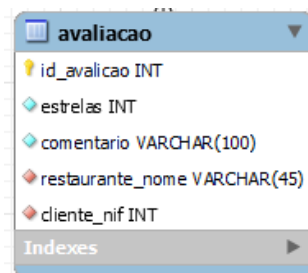 avaliacao
id_avalicao INT
estrelas INT
comentario VARCHAR(100)
restaurante_nome VARCHAR(45)
cliente_nif INT
Indexes